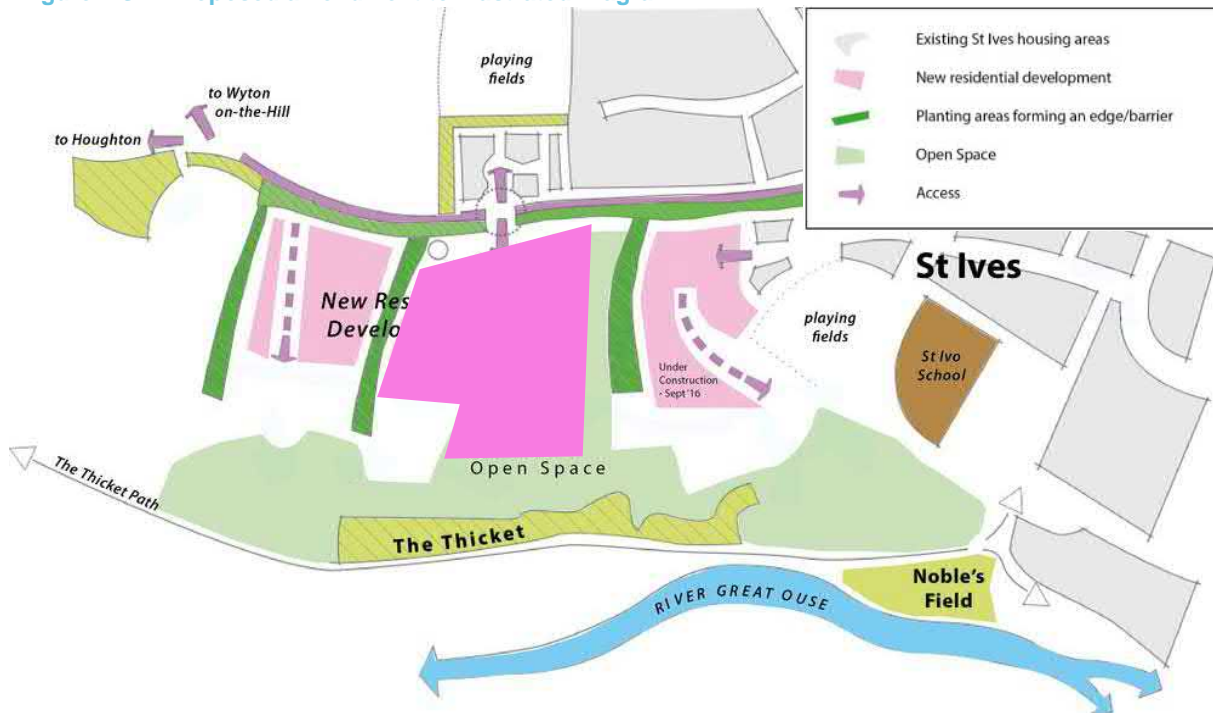 playing
fields
to Wyton
on-the-Hill
to Houghton
Existing St Ives housing areas
New residential development
Planting areas forming an edge/barrier
Open Space
Access
St Ives
New Res
Develo
playing
fields
St Ivo
School
Under
Construction
- Sept '16
Open Space
The Thicket Path
The Thicket
Noble's
Field
RIVER GREAT OUSE